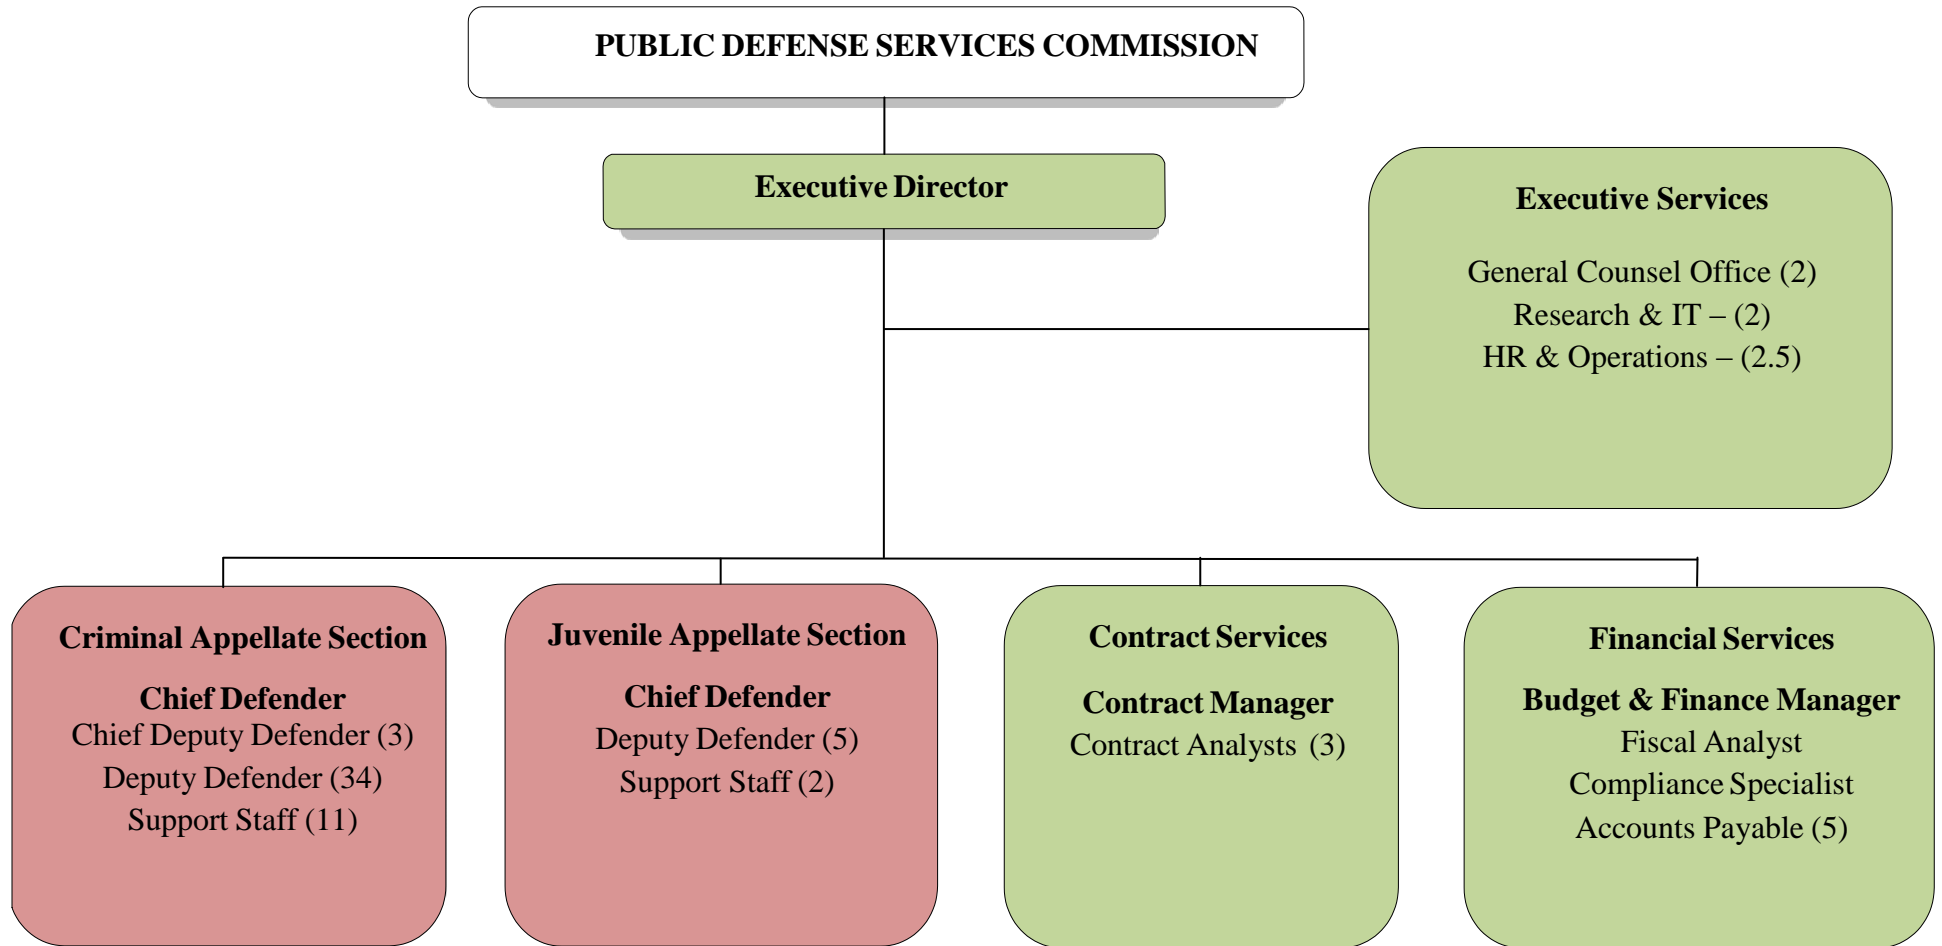 PUBLIC DEFENSE SERVICES COMMISSION
Executive Director
Executive Services
General Counsel Office (2)
Research & IT – (2)
HR & Operations – (2.5)
Criminal Appellate Section
Chief Defender
Chief Deputy Defender (3)
Deputy Defender (34)
Support Staff (11)
Juvenile Appellate Section
Chief Defender
Deputy Defender (5)
Support Staff (2)
Contract Services
Contract Manager
Contract Analysts (3)
Financial Services
Budget & Finance Manager
Fiscal Analyst
Compliance Specialist
Accounts Payable (5)